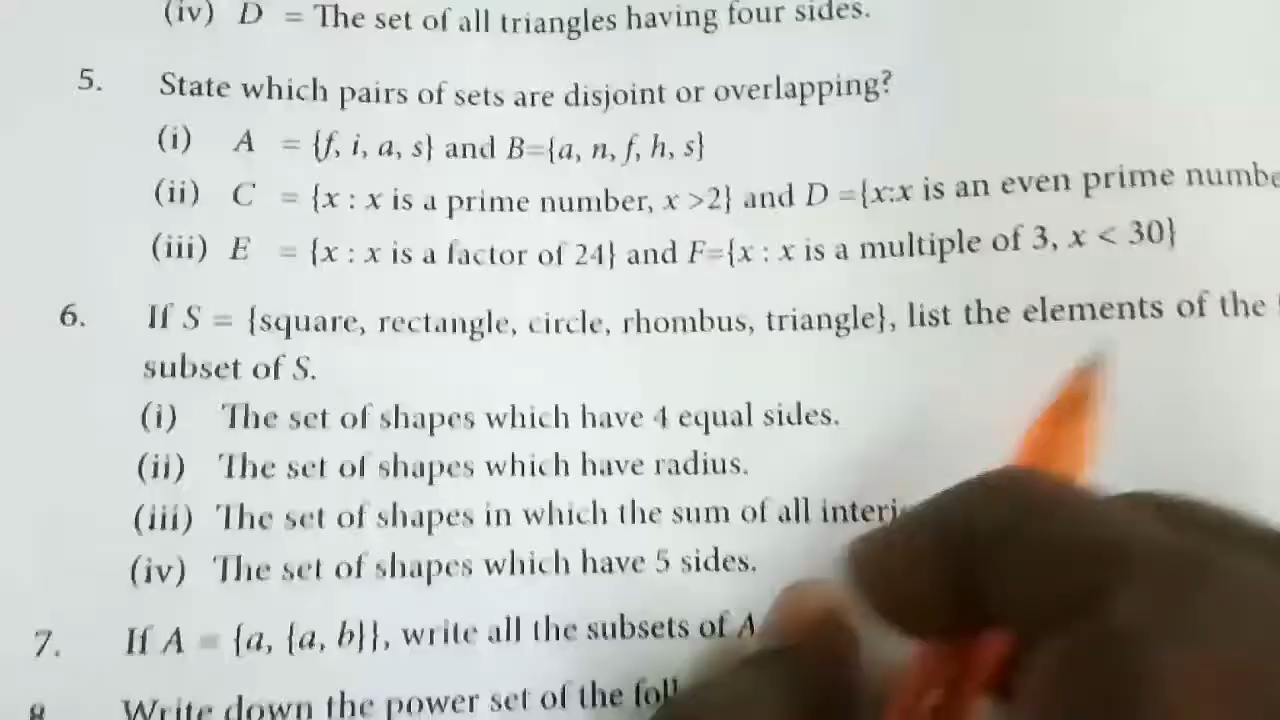 (iv) D = The set of all triangles having four sides.
5. State which pairs of sets are disjoint or overlapping?
(i) A = {f, i, a, s} and B={a, n, f, h, s}
(ii) C = {x : x is a prime number, x >2} and D ={x:x is an even prime
(iii) E = {x : x is a factor of 24} and F={x : x is a multiple of 3, x < 30}
6. If S = {square, rectangle, circle, rhombus, triangle}, list the elements of the
subset of S.
(i) The set of shapes which have 4 equal sides.
(ii) The set of shapes which have radius.
(iii) The set of shapes in which the sum of all
(iv) The set of shapes which have 5 sides.
7. If A = {a, {a, b}}, write all the subsets of A
8. Write down the power set of the